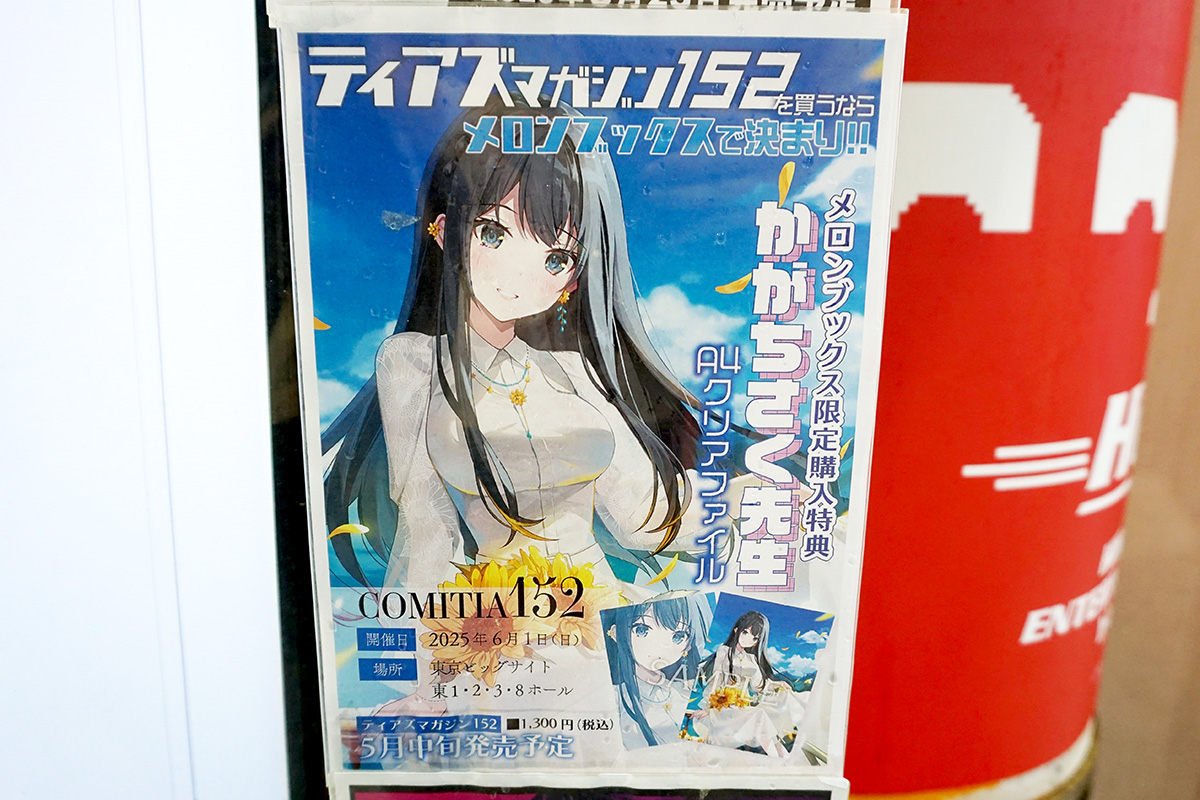 ティアズマガジン152を買うなら
メロンブックスで決まり!!
メロンブックス限定購入特典
かがちさく先生
A4クリアファイル
COMITIA152
開催日 2025年6月1日(日)
場所 東京ビッグサイト
東1・2・3・8ホール
SAMPLE
ティアズマガジン152 ■1,300円(税込)
5月中旬発売予定